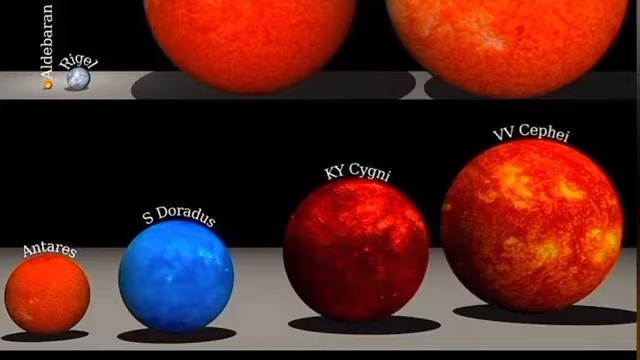 Aldebaran
Rigel
Antares
S Doradus
KY Cygni
VV Cephei